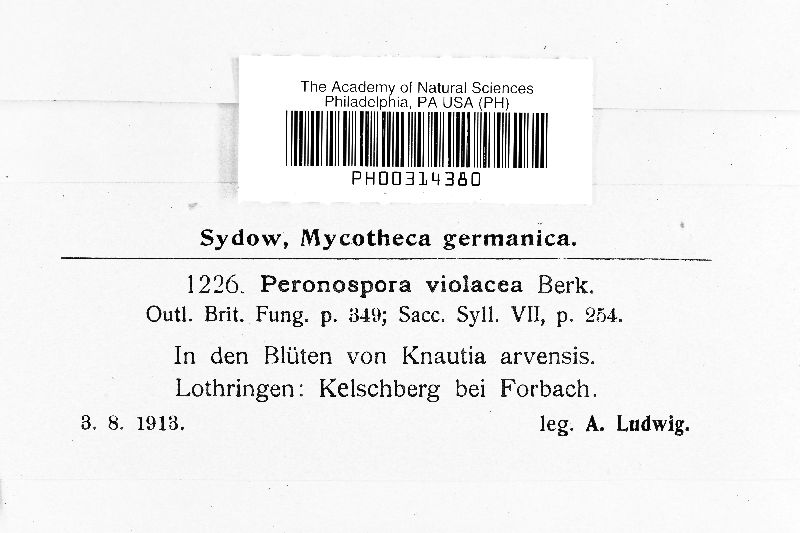 The Academy of Natural Sciences
Philadelphia, PA USA (PH)
PH00314380
Sydow, Mycotheca germanica.
1226. Peronospora violacea Berk.
Outl. Brit. Fung. p. 349; Sacc. Syll. VII, p. 254.
In den Blüten von Knautia arvensis.
Lothringen: Kelschberg bei Forbach.
3. 8. 1913. leg. A. Ludwig.